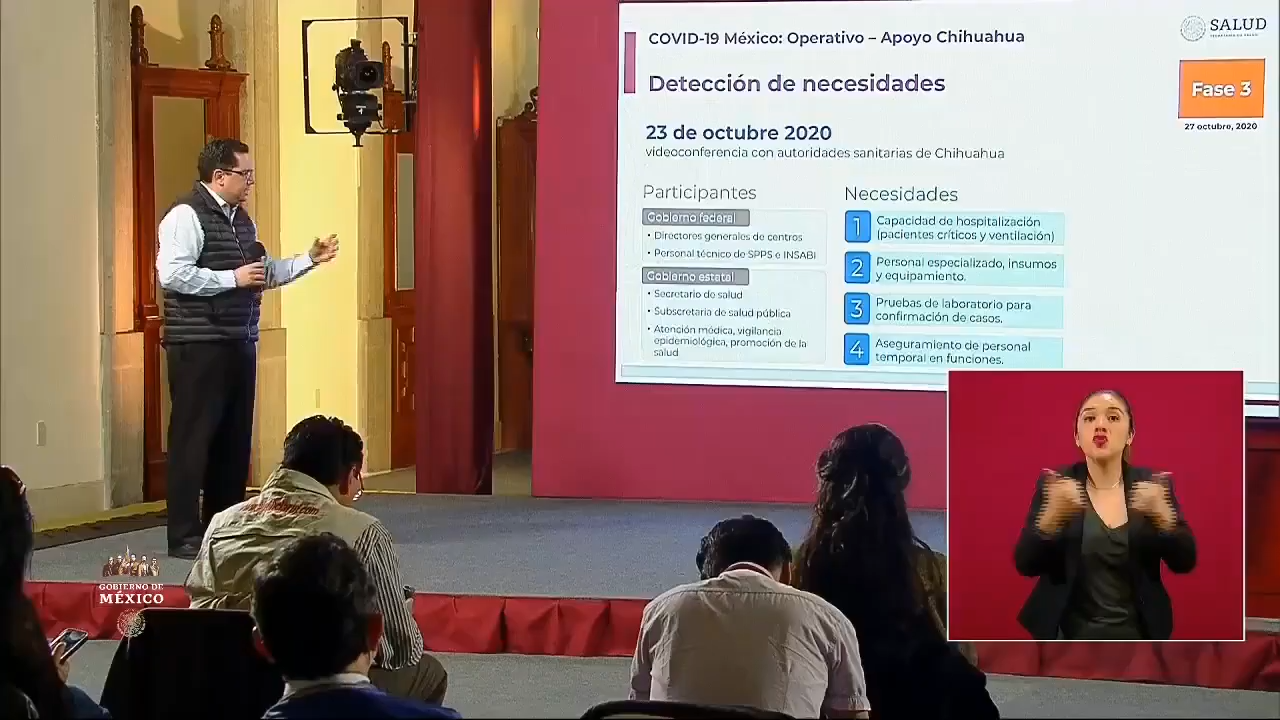 COVID-19 México: Operativo – Apoyo Chihuahua
SALUD
Detección de necesidades
Fase 3
27 octubre, 2020
23 de octubre 2020
videoconferencia con autoridades sanitarias de Chihuahua
Participantes
Gobierno federal
• Directores generales de centros
• Personal técnico de SPPS e INSABI
Gobierno estatal
• Secretario de salud
• Subscretaria de salud pública
• Atención médica, vigilancia
epidemiológica, promoción de la
salud
Necesidades
1 Capacidad de hospitalización
(pacientes críticos y ventilación)
2 Personal especializado, insumos
y equipamiento.
3 Pruebas de laboratorio para
confirmación de casos.
4 Aseguramiento de personal
temporal en funciones.
GOBIERNO DE
MÉXICO